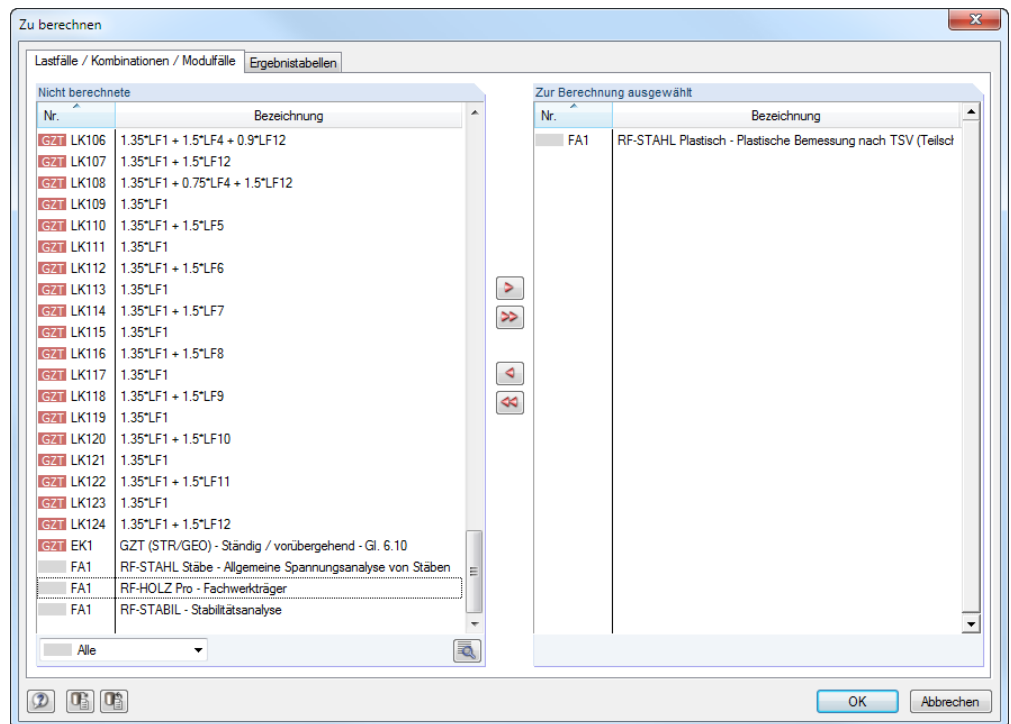 Zu berechnen
Lastfälle / Kombinationen / Modulfälle Ergebnistabellen
Nicht berechnete
Nr. Bezeichnung
GZT LK106 1.35*LF1 + 1.5*LF4 + 0.9*LF12
GZT LK107 1.35*LF1 + 1.5*LF12
GZT LK108 1.35*LF1 + 0.75*LF4 + 1.5*LF12
GZT LK109 1.35*LF1
GZT LK110 1.35*LF1 + 1.5*LF5
GZT LK111 1.35*LF1
GZT LK112 1.35*LF1 + 1.5*LF6
GZT LK113 1.35*LF1
GZT LK114 1.35*LF1 + 1.5*LF7
GZT LK115 1.35*LF1
GZT LK116 1.35*LF1 + 1.5*LF8
GZT LK117 1.35*LF1
GZT LK118 1.35*LF1 + 1.5*LF9
GZT LK119 1.35*LF1
GZT LK120 1.35*LF1 + 1.5*LF10
GZT LK121 1.35*LF1
GZT LK122 1.35*LF1 + 1.5*LF11
GZT LK123 1.35*LF1
GZT LK124 1.35*LF1 + 1.5*LF12
GZT EK1 GZT (STR/GEO) - Ständig / vorübergehend - Gl. 6.10
FA1 RF-STAHL Stäbe - Allgemeine Spannungsanalyse von Stäben
FA1 RF-HOLZ Pro - Fachwerkträger
FA1 RF-STABIL - Stabilitätsanalyse
Alle
Zur Berechnung ausgewählt
Nr. Bezeichnung
FA1 RF-STAHL Plastisch - Plastische Bemessung nach TSV (Teilsch
OK Abbrechen